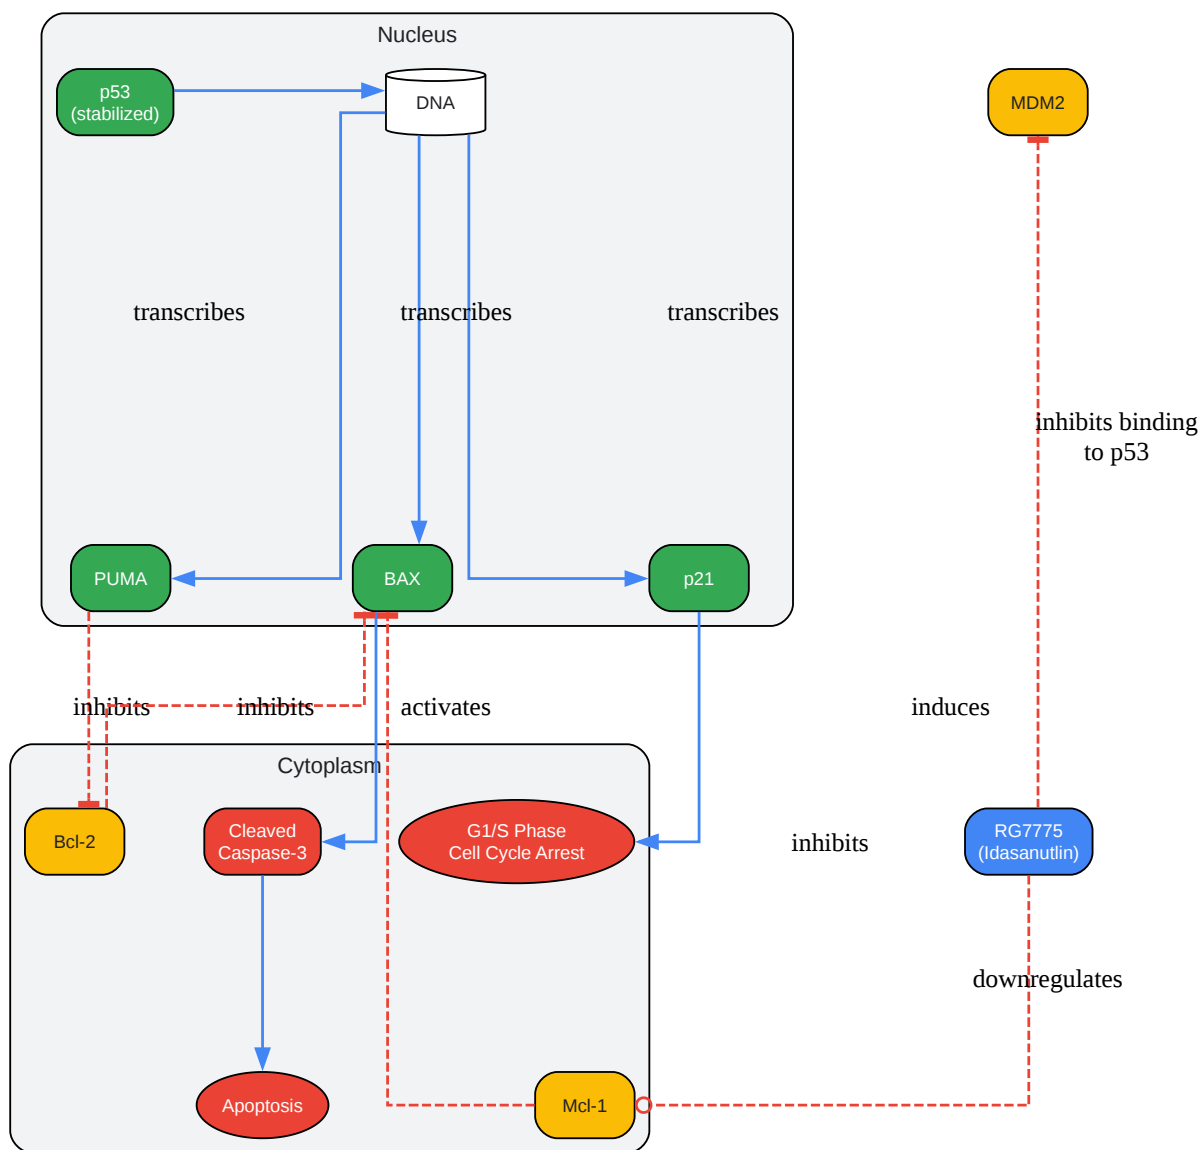 Nucleus
p53
(stabilized)
DNA
MDM2
transcribes
transcribes
transcribes
inhibits binding
to p53
PUMA
BAX
p21
inhibits
inhibits
activates
induces
Cytoplasm
Bcl-2
Cleaved
Caspase-3
G1/S Phase
Cell Cycle Arrest
inhibits
RG7775
(Idasanutlin)
downregulates
Apoptosis
Mcl-1